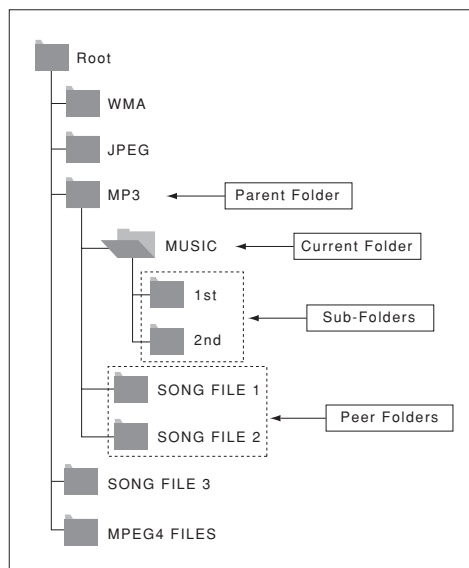 Root
WMA
JPEG
MP3
Parent Folder
MUSIC
Current Folder
1st
Sub-Folders
2nd
SONG FILE 1
Peer Folders
SONG FILE 2
SONG FILE 3
MPEG4 FILES